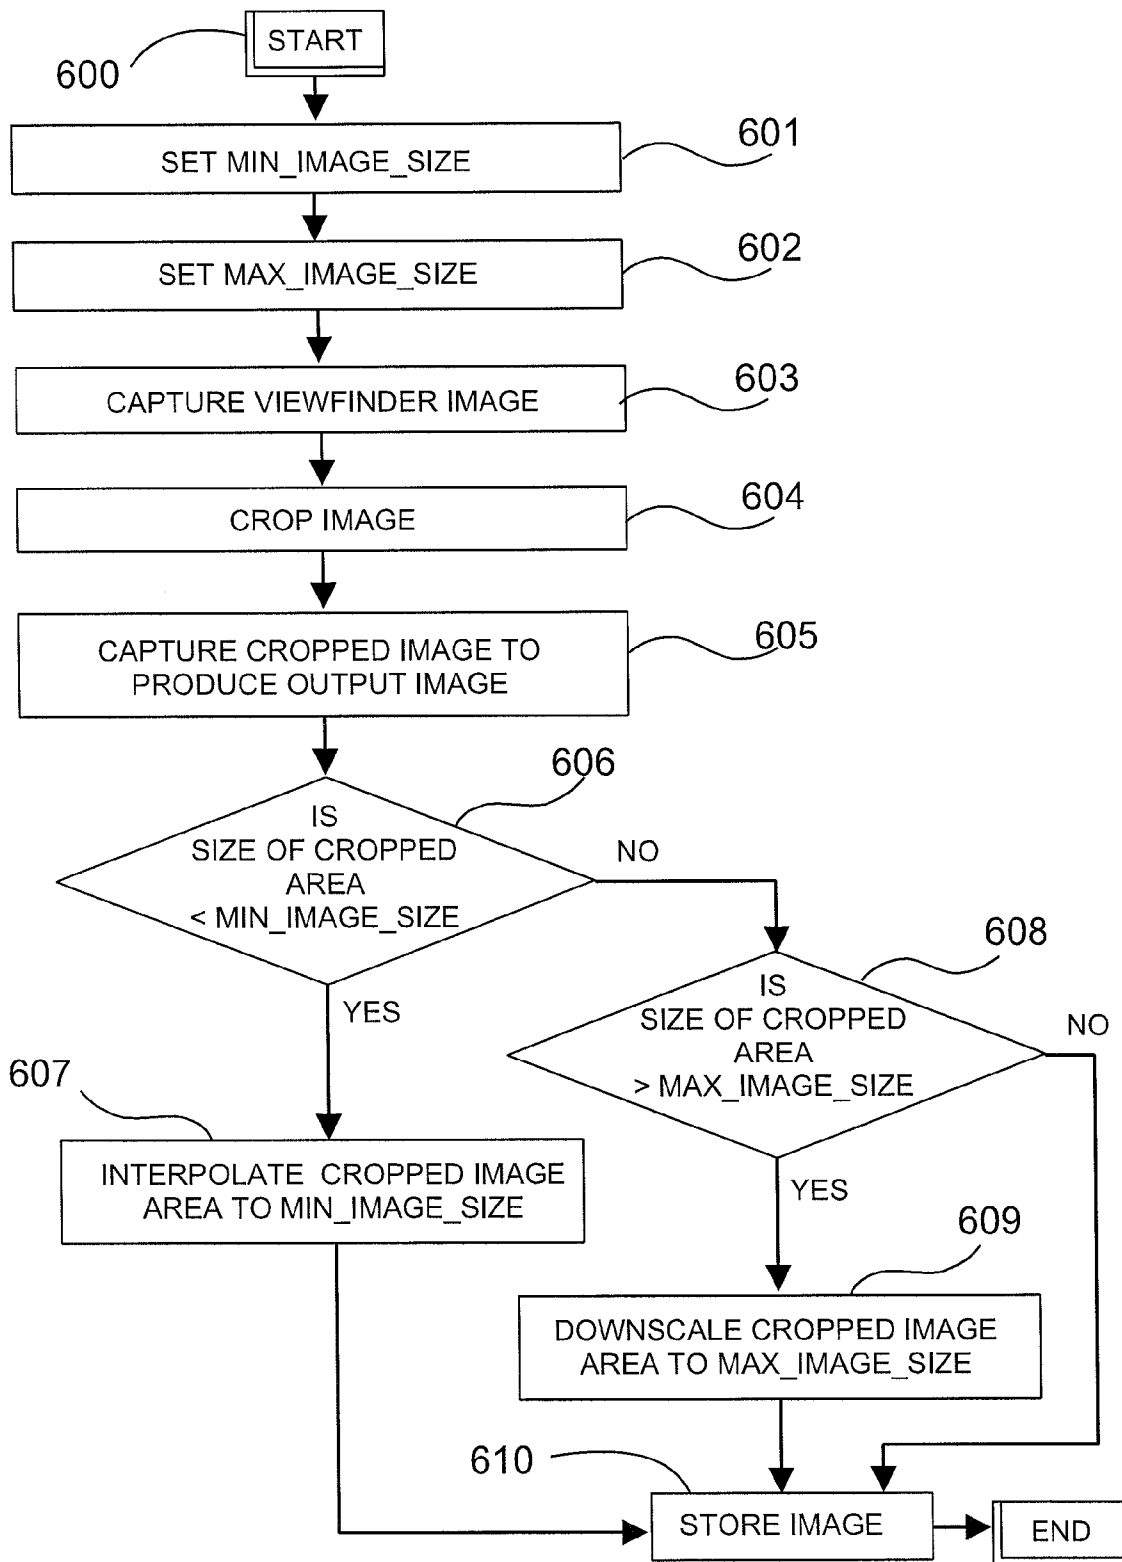 START
600
601
SET MIN_IMAGE_SIZE
602
SET MAX_IMAGE_SIZE
603
CAPTURE VIEWFINDER IMAGE
604
CROP IMAGE
605
CAPTURE CROPPED IMAGE TO
PRODUCE OUTPUT IMAGE
606
IS
SIZE OF CROPPED
AREA
< MIN_IMAGE_SIZE
NO
YES
608
IS
SIZE OF CROPPED
AREA
> MAX_IMAGE_SIZE
NO
YES
607
INTERPOLATE CROPPED IMAGE
AREA TO MIN_IMAGE_SIZE
609
DOWNSCALE CROPPED IMAGE
AREA TO MAX_IMAGE_SIZE
610
STORE IMAGE
END